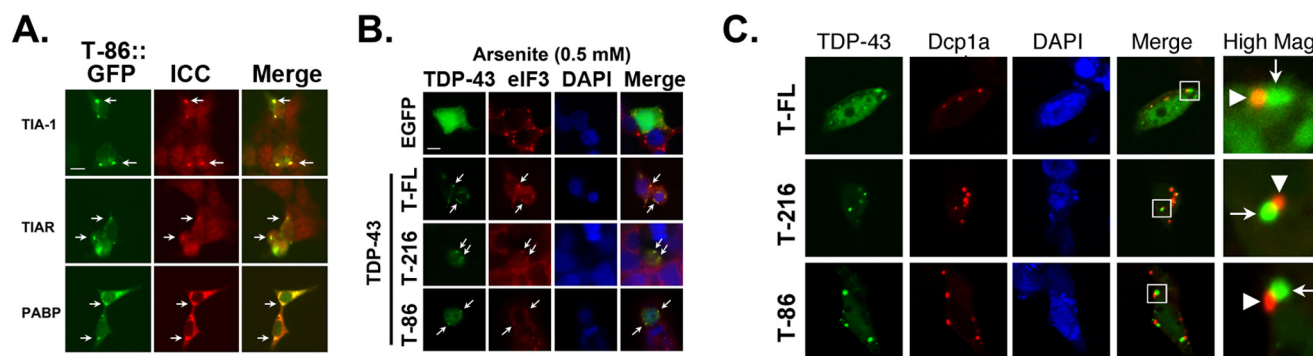 A.
T-86::
GFP ICC Merge
TIA-1
TIAR
PABP
B.
Arsenite (0.5 mM)
TDP-43 eIF3 DAPI Merge
EGFP
TDP-43
T-FL
T-216
T-86
C.
TDP-43 Dcp1a DAPI Merge High Mag
T-FL
T-216
T-86